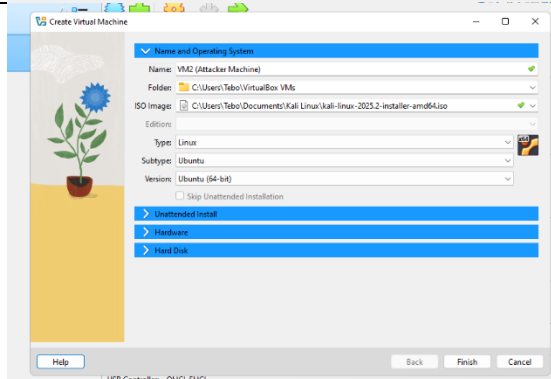 Create Virtual Machine
Name and Operating System
Name: VM2 (Attacker Machine)
Folder: C:\Users\Tebo\VirtualBox VMs
ISO Image: C:\Users\Tebo\Documents\Kali Linux\kali-linux-2025.2-installer-amd64.iso
Edition:
Type: Linux
Subtype: Ubuntu
Version: Ubuntu (64-bit)
Skip Unattended Installation
Unattended Install
Hardware
Hard Disk
Help
Back Finish Cancel